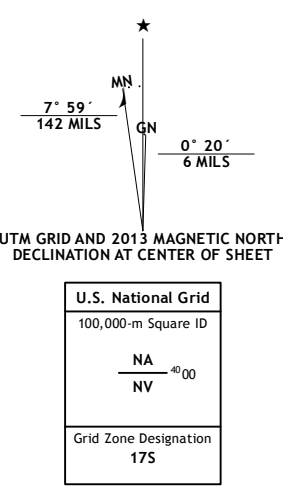 ★
MN
7° 59´
142 MILS
GN
0° 20´
6 MILS
UTM GRID AND 2013 MAGNETIC NORTH
DECLINATION AT CENTER OF SHEET
U.S. National Grid
100,000-m Square ID
NA
4000
NV
Grid Zone Designation
17S